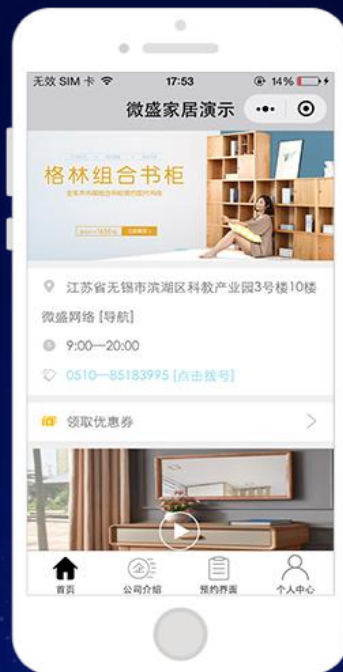 无效 SIM 卡
17:53
14%
微盛家居演示
格林组合书柜
江苏省无锡市滨湖区科教产业园3号楼10楼
微盛网络 [导航]
9:00—20:00
0510—85183995 [点击拨号]
领取优惠券
首页
公司介绍
预约界面
个人中心